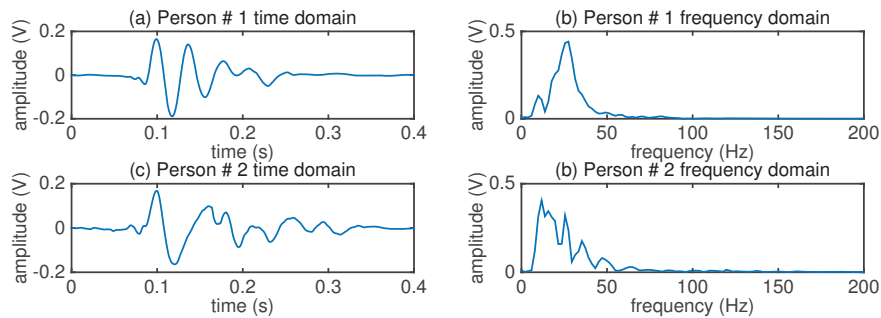 (a) Person # 1 time domain
0.2
0
-0.2
amplitude (V)
0 0.1 0.2 0.3 0.4
time (s)
(b) Person # 1 frequency domain
0.5
0
amplitude (V)
0 50 100 150 200
frequency (Hz)
(c) Person # 2 time domain
0.2
0
-0.2
amplitude (V)
0 0.1 0.2 0.3 0.4
time (s)
(b) Person # 2 frequency domain
0.5
0
amplitude (V)
0 50 100 150 200
frequency (Hz)